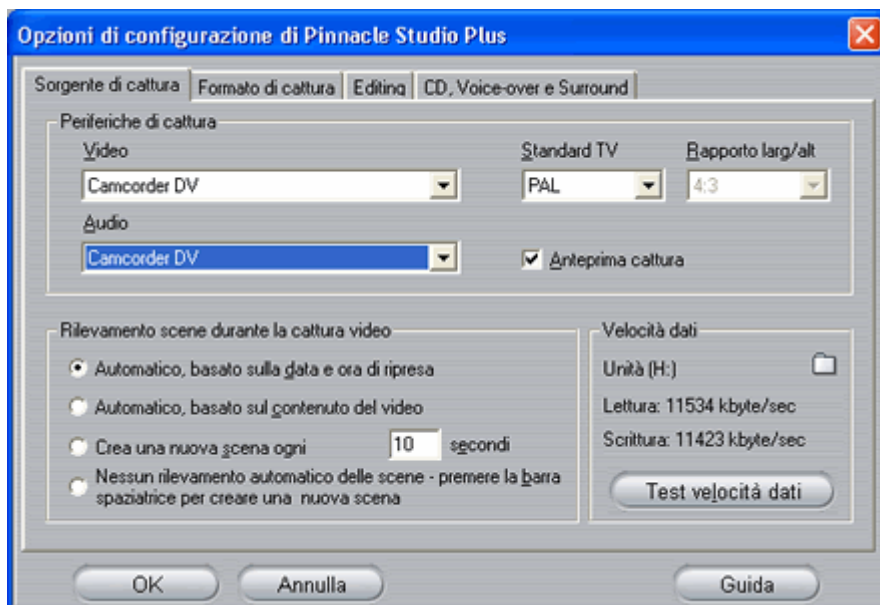 Opzioni di configurazione di Pinnacle Studio Plus
Sorgente di cattura
Formato di cattura
Editing
CD, Voice-over e Surround
Periferiche di cattura
Video
Standard TV
Rapporto larg/alt
Camcorder DV
PAL
4:3
Audio
Camcorder DV
Anteprima cattura
Rilevamento scene durante la cattura video
Automatico, basato sulla data e ora di ripresa
Automatico, basato sul contenuto del video
Crea una nuova scena ogni 10 secondi
Nessun rilevamento automatico delle scene - premere la barra
spaziatrice per creare una nuova scena
Velocità dati
Unità (H:)
Lettura: 11534 kbyte/sec
Scrittura: 11423 kbyte/sec
Test velocità dati
OK
Annulla
Guida